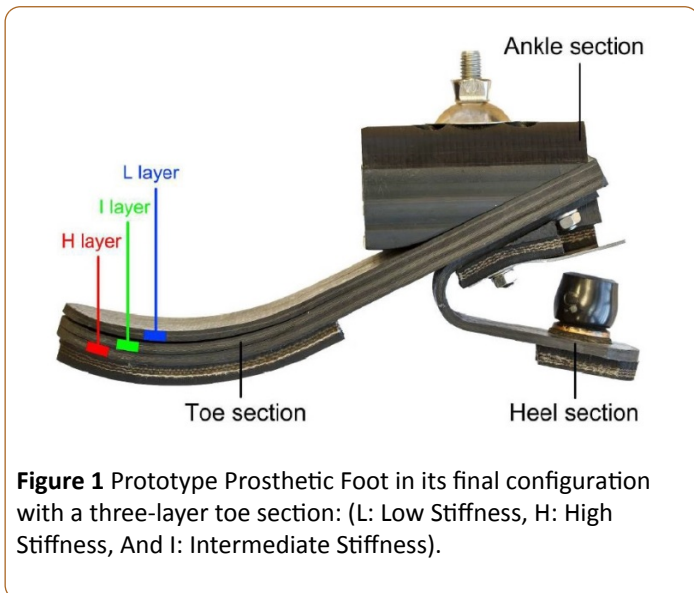 Ankle section
L layer
I layer
H layer
Toe section
Heel section
Figure 1 Prototype Prosthetic Foot in its final configuration
with a three-layer toe section: (L: Low Stiffness, H: High
Stiffness, And I: Intermediate Stiffness).